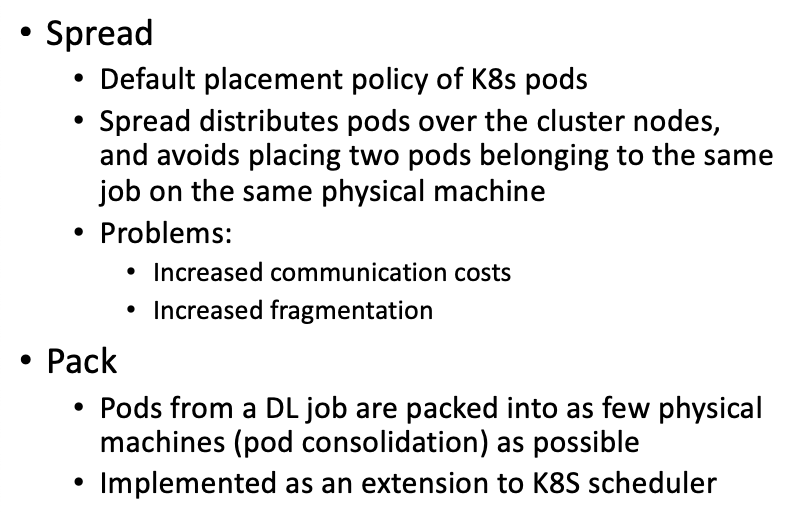 • Spread
• Default placement policy of K8s pods
• Spread distributes pods over the cluster nodes,
and avoids placing two pods belonging to the same
job on the same physical machine
• Problems:
• Increased communication costs
• Increased fragmentation
• Pack
• Pods from a DL job are packed into as few physical
machines (pod consolidation) as possible
• Implemented as an extension to K8S scheduler